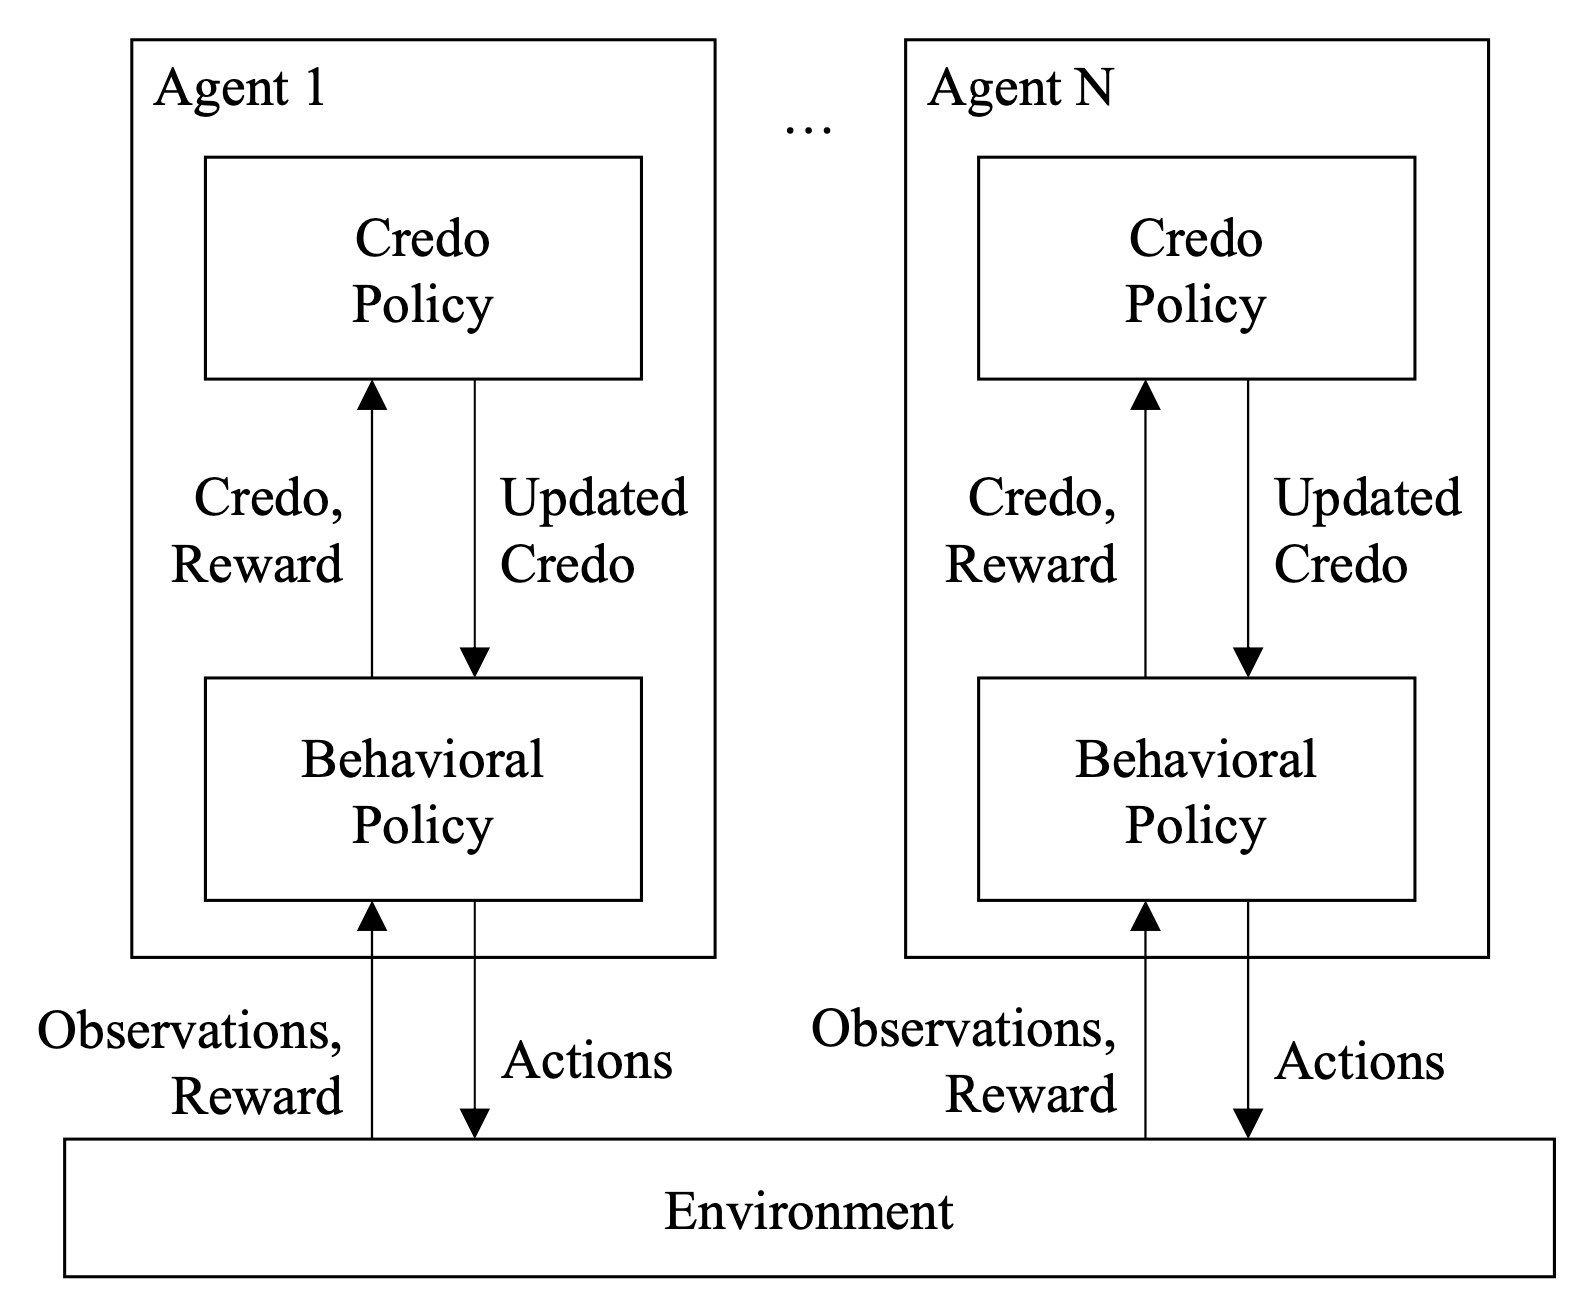 Agent 1
...
Agent N
Credo
Policy
Credo
Policy
Credo,
Reward
Updated
Credo
Credo,
Reward
Updated
Credo
Behavioral
Policy
Behavioral
Policy
Observations,
Reward
Actions
Observations,
Reward
Actions
Environment